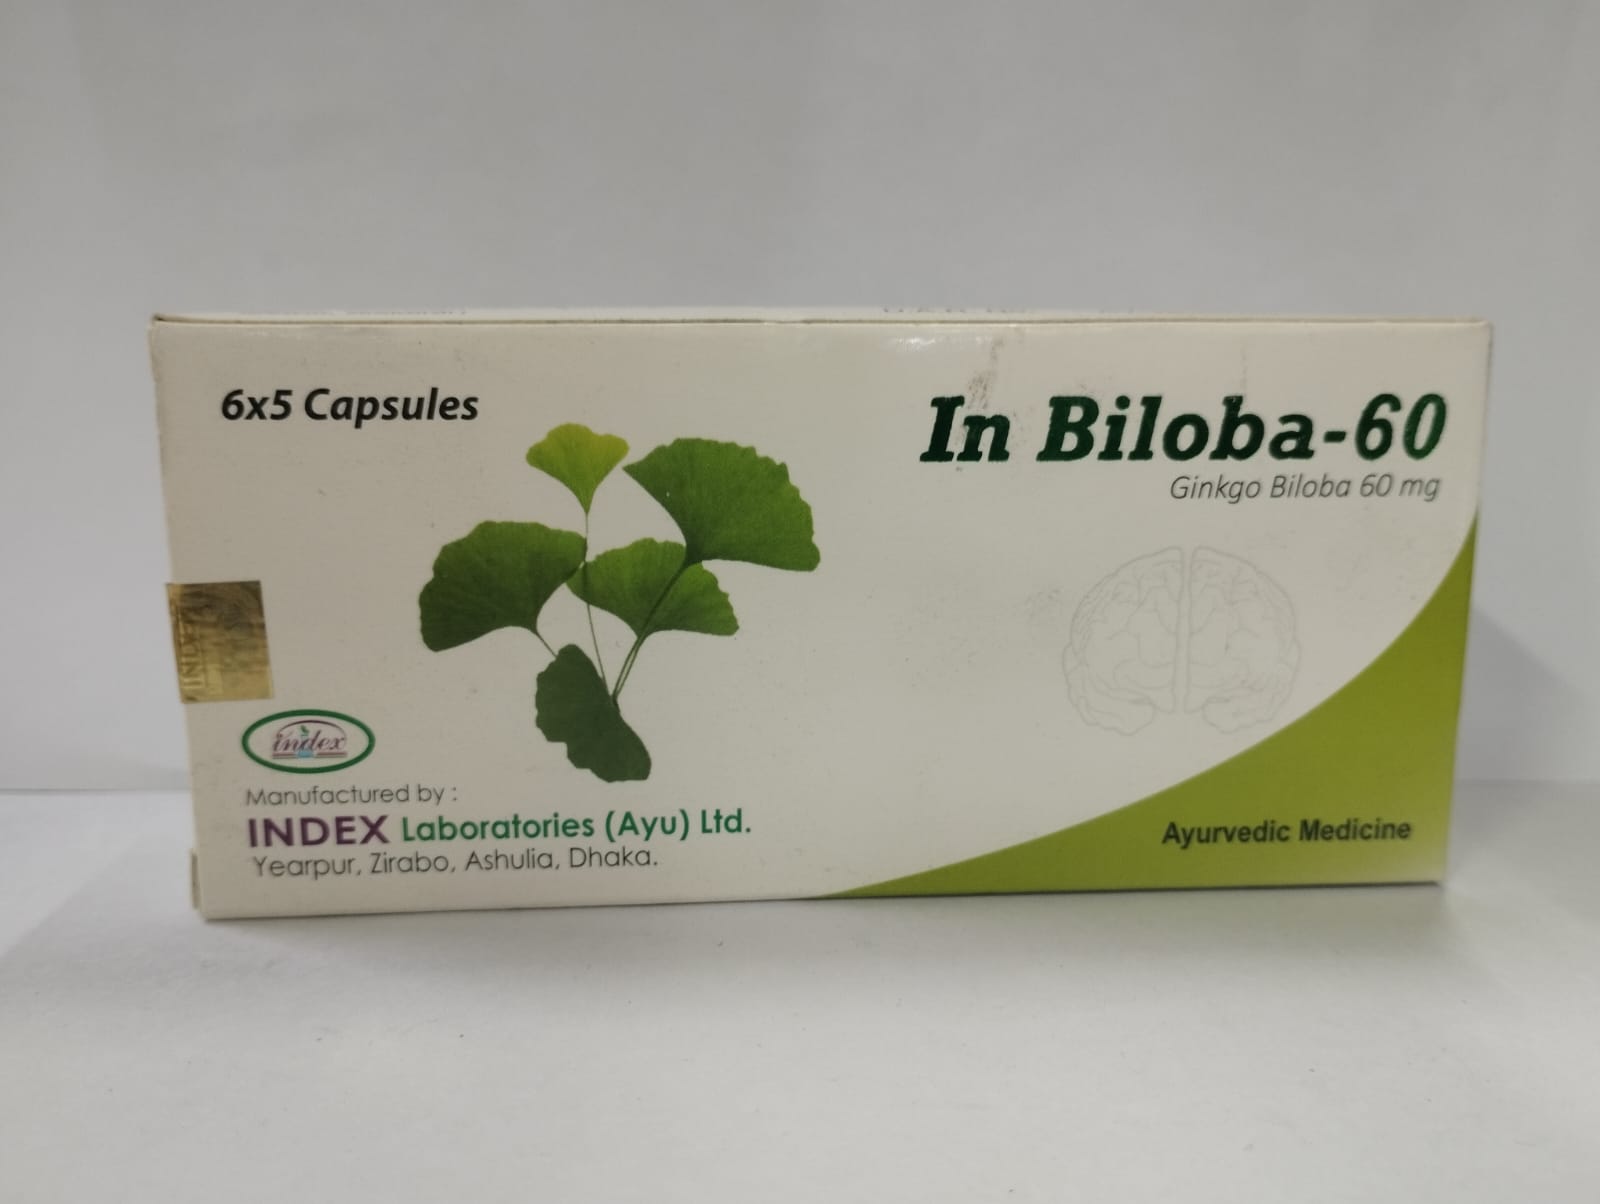 6x5 Capsules
In Biloba-60
Ginkgo Biloba 60 mg
INDEX
index
Manufactured by :
INDEX Laboratories (Ayu) Ltd.
Yearpur, Zirabo, Ashulia, Dhaka.
Ayurvedic Medicine